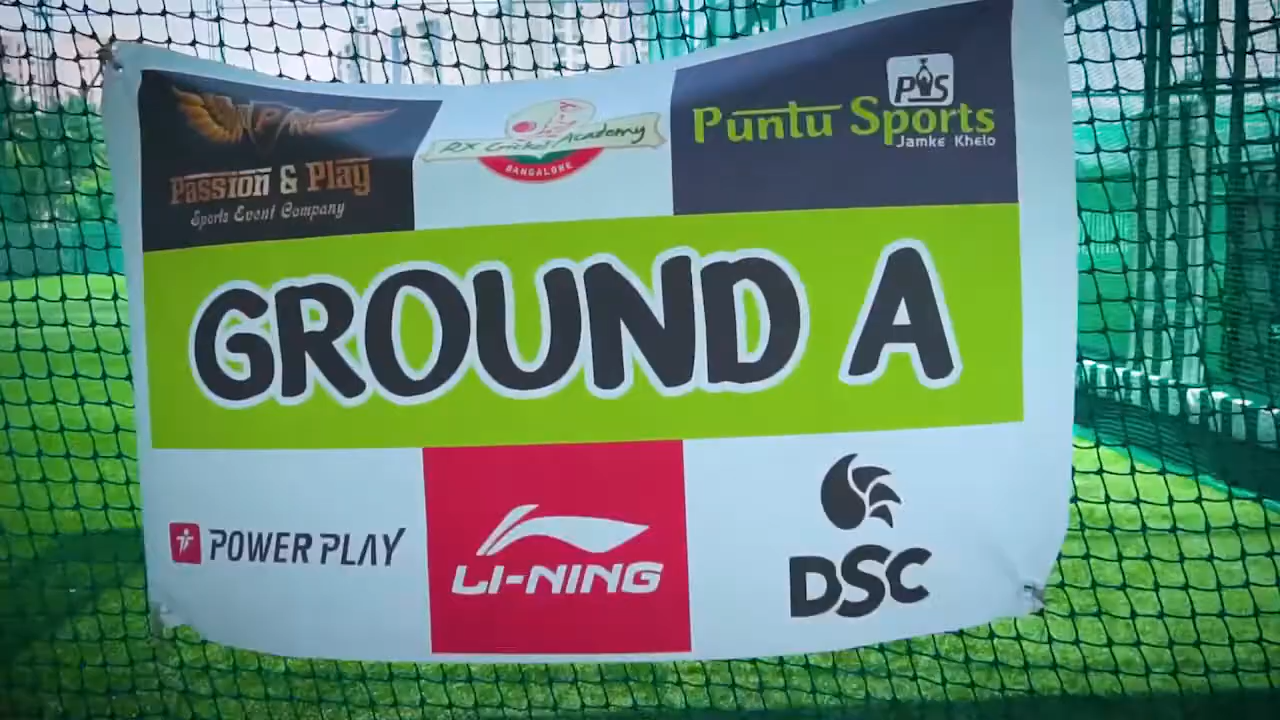 Passion & Play
Sports Event Company
RX Cricket Academy
BANGALORE
PS
Puntu Sports
Jamke Khelo
GROUND A
POWER PLAY
LI-NING
DSC